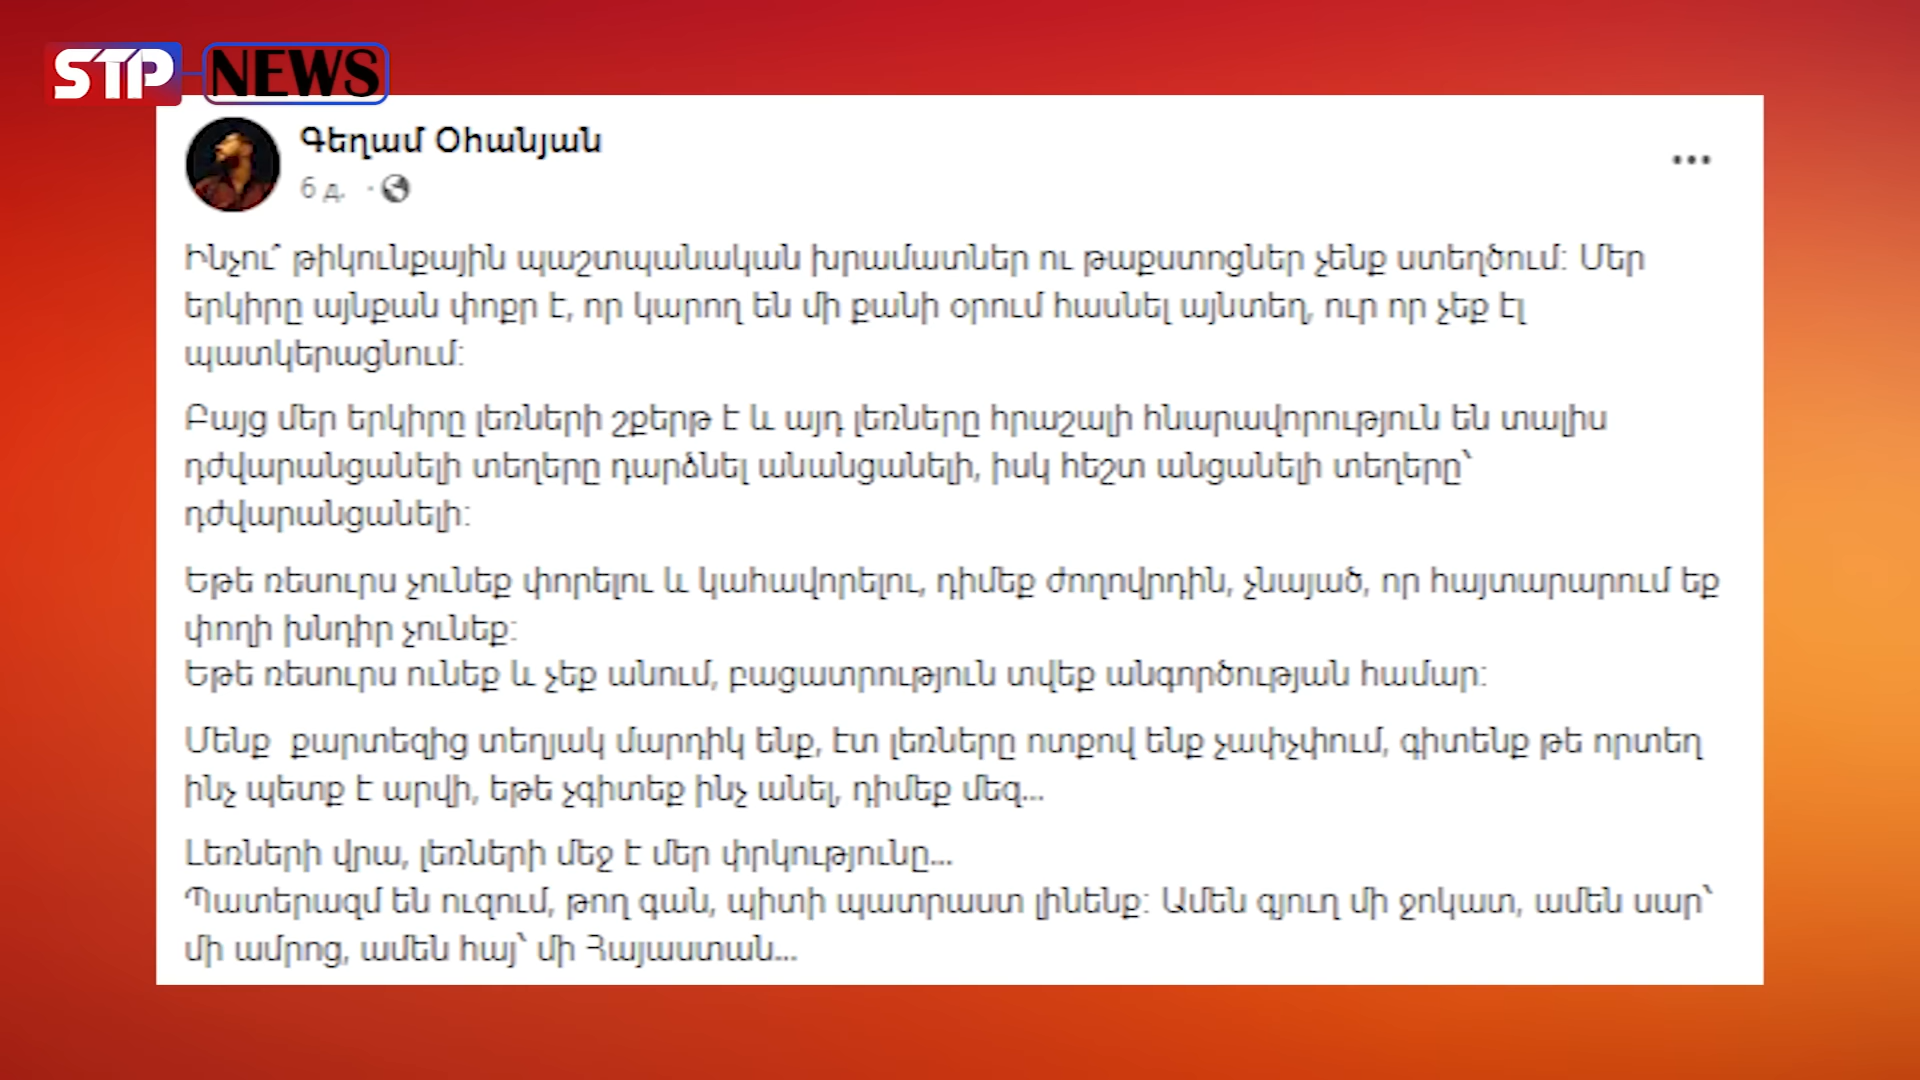 STP NEWS
Գեղամ Օհանյան
6 д. ·
Ինչու՞ թիկունքային պաշտպանական խրամատներ ու թաքստոցներ չենք ստեղծում։ Մեր
երկիրը այնքան փոքր է, որ կարող են մի քանի օրում հասնել այնտեղ, ուր որ չեք էլ
պատկերացնում։
Բայց մեր երկիրը լեռների շքերթ է և այդ լեռները հրաշալի հնարավորություն են տալիս
դժվարանցանելի տեղերը դարձնել անանցանելի, իսկ հեշտ անցանելի տեղերը՝
դժվարանցանելի։
Եթե ռեսուրս չունեք փորելու և կահավորելու, դիմեք ժողովրդին, չնայած, որ հայտարարում եք
փողի խնդիր չունեք։
Եթե ռեսուրս ունեք և չեք անում, բացատրություն տվեք անգործության համար։
Մենք  քարտեզից տեղյակ մարդիկ ենք, էտ լեռները ոտքով ենք չափչփում, գիտենք թե որտեղ
ինչ պետք է արվի, եթե չգիտեք ինչ անել, դիմեք մեզ...
Լեռների վրա, լեռների մեջ է մեր փրկությունը...
Պատերազմ են ուզում, թող գան, պիտի պատրաստ լինենք։ Ամեն գյուղ մի ջոկատ, ամեն սար՝
մի ամրոց, ամեն հայ՝ մի Հայաստան...